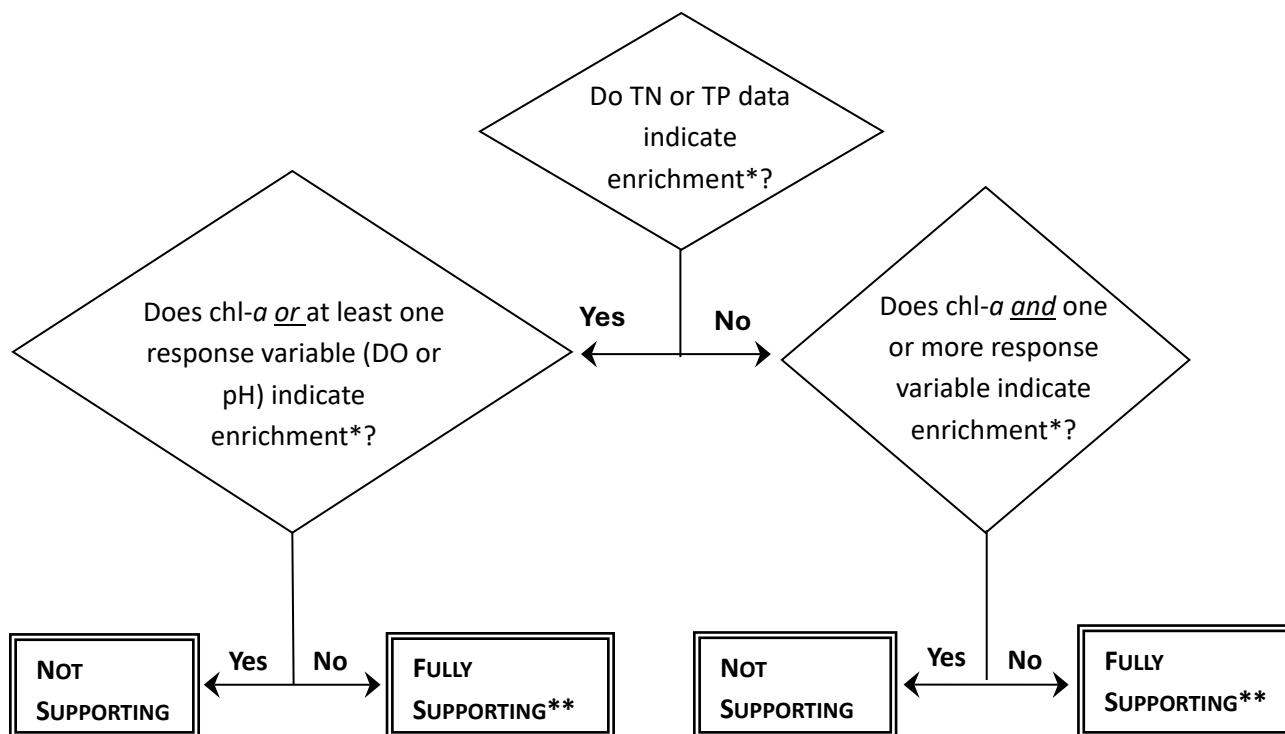 Do TN or TP data
indicate
enrichment*?
Does chl-a or at least one
response variable (DO or
pH) indicate
enrichment*?
Yes
No
Does chl-a and one
or more response
variable indicate
enrichment*?
NOT
SUPPORTING
Yes
No
FULLY
SUPPORTING**
NOT
SUPPORTING
Yes
No
FULLY
SUPPORTING**